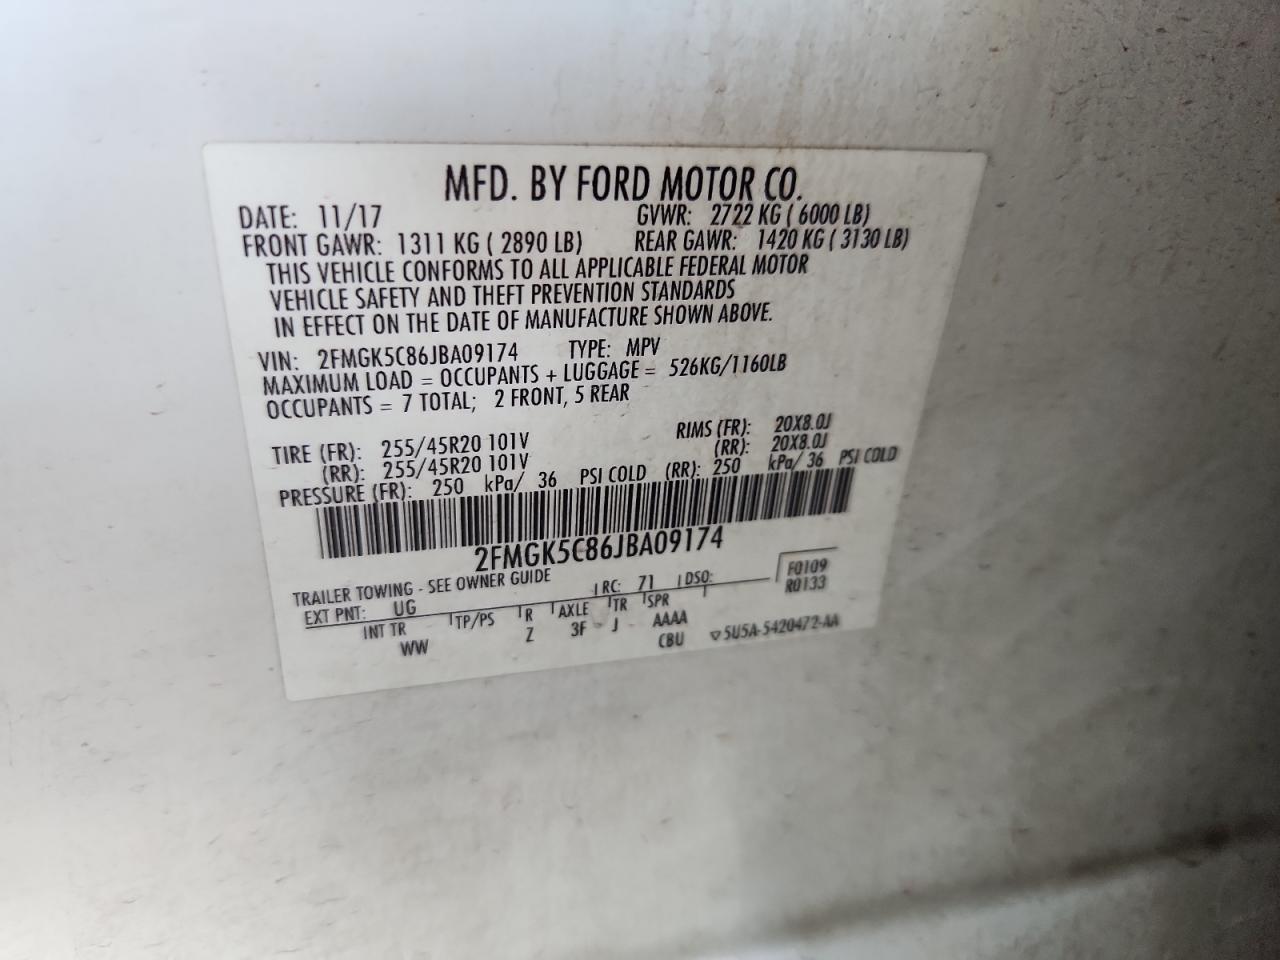 MFD. BY FORD MOTOR CO.
DATE: 11/17 GVWR: 2722 KG ( 6000 LB)
FRONT GAWR: 1311 KG ( 2890 LB) REAR GAWR: 1420 KG ( 3130 LB)
THIS VEHICLE CONFORMS TO ALL APPLICABLE FEDERAL MOTOR
VEHICLE SAFETY AND THEFT PREVENTION STANDARDS
IN EFFECT ON THE DATE OF MANUFACTURE SHOWN ABOVE.
VIN: 2FMGK5C86JBA09174 TYPE: MPV
MAXIMUM LOAD = OCCUPANTS + LUGGAGE = 526KG/1160LB
OCCUPANTS = 7 TOTAL; 2 FRONT, 5 REAR
TIRE (FR): 255/45R20 101V RIMS (FR): 20X8.0J
(RR): 255/45R20 101V (RR): 20X8.0J
PRESSURE (FR): 250 kPa/ 36 PSI COLD (RR): 250 kPa/ 36 PSI COLD
2FMGK5C86JBA09174
TRAILER TOWING - SEE OWNER GUIDE
EXT PNT: UG RC: 71 DSO: F0109
R0133
INT TR TP/PS R AXLE TR SPR
WW Z 3F J AAAA
CBU ▽5U5A-5420472-AA